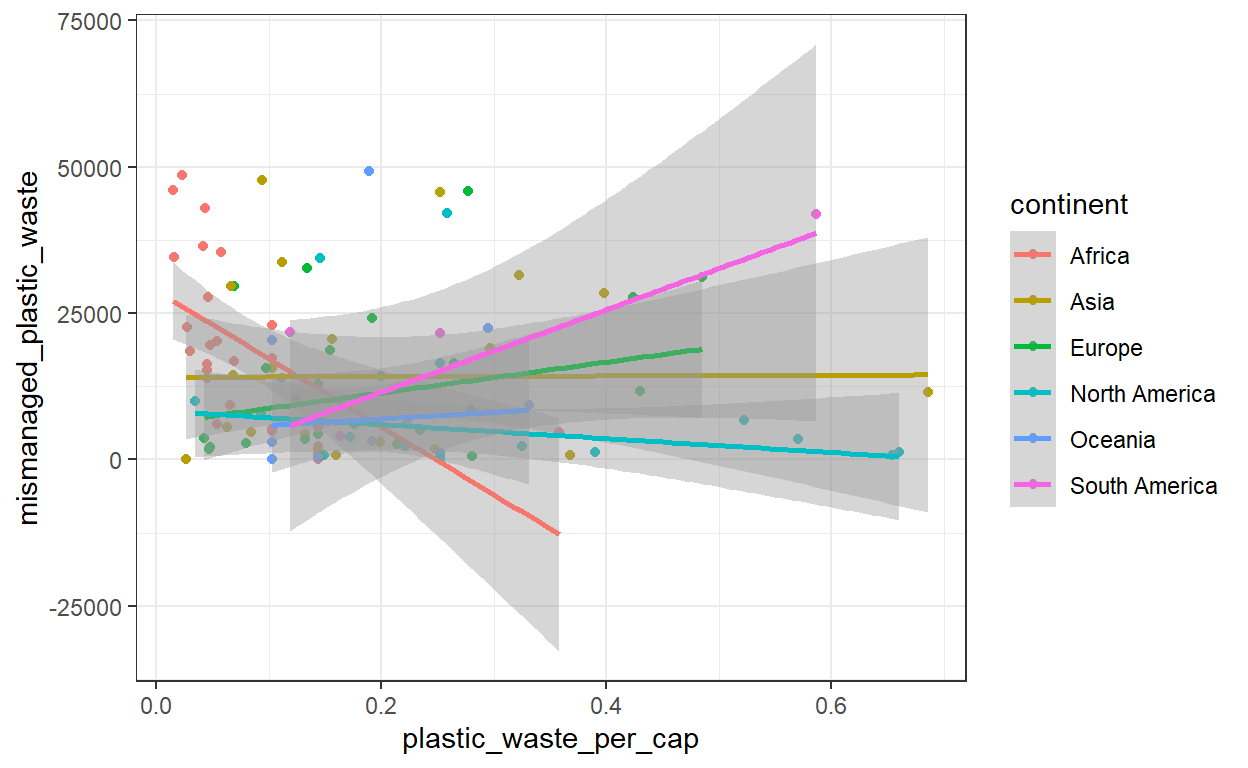 75000
50000
25000
0
-25000
mismanaged_plastic_waste
0.0 0.2 0.4 0.6
plastic_waste_per_cap
continent
Africa
Asia
Europe
North America
Oceania
South America